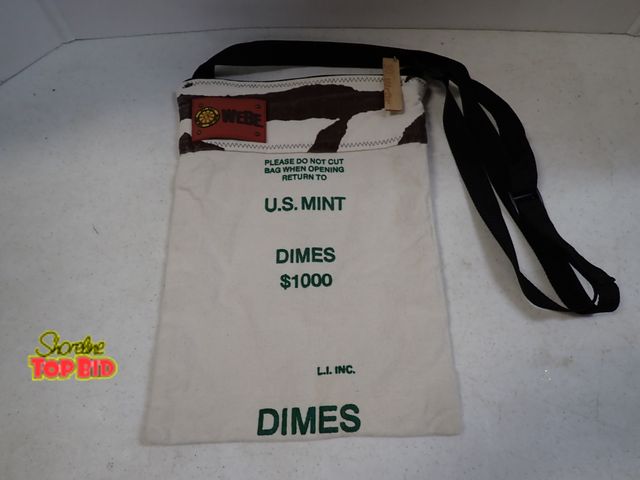 WEBE
PLEASE DO NOT CUT
BAG WHEN OPENING
RETURN TO
U.S. MINT
DIMES
$1000
L.I. INC.
DIMES
Shoreline
TOP BID